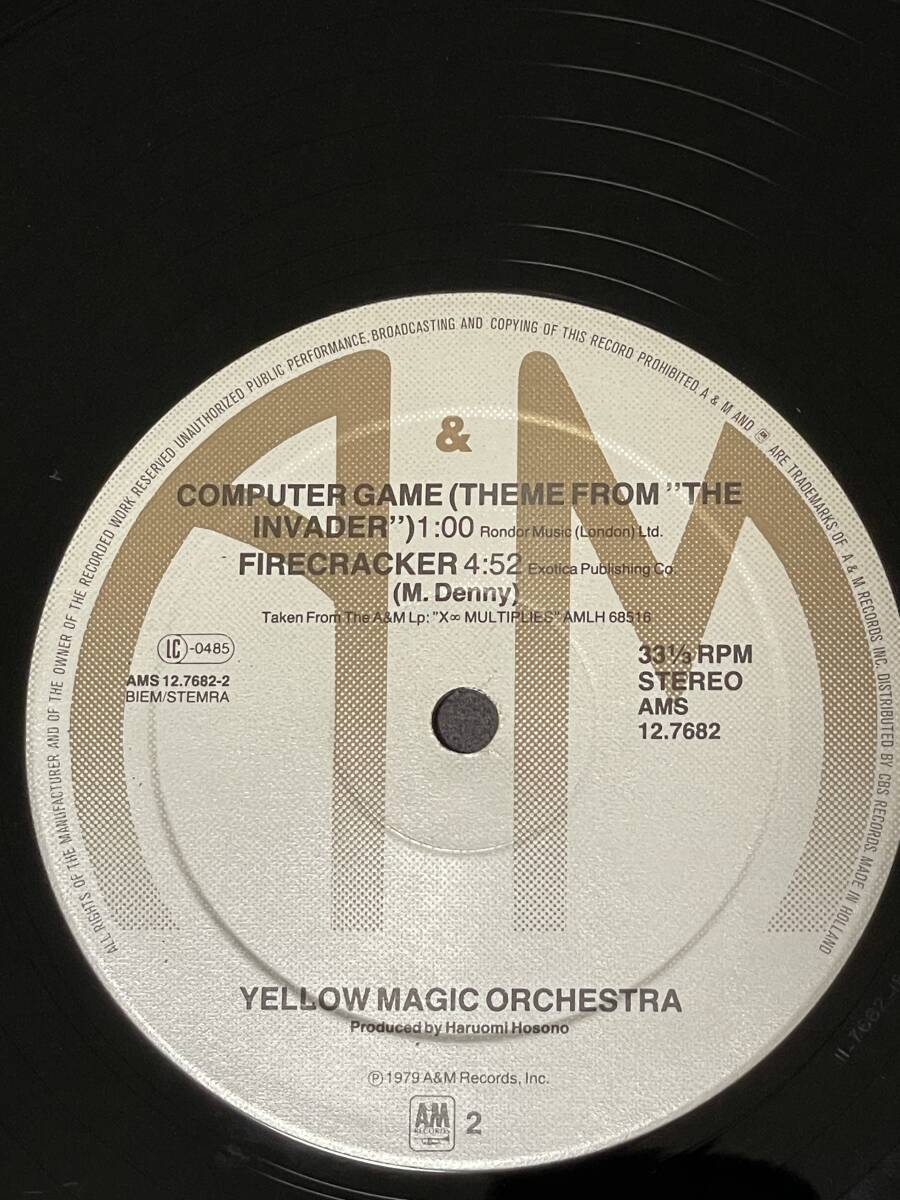 ALL RIGHTS OF THE MANUFACTURER AND OF THE OWNER OF THE RECORDED WORK RESERVED UNAUTHORIZED PUBLIC PERFORMANCE. BROADCASTING AND COPYING OF THIS RECORD PROHIBITED. A & M AND ARE TRADEMARKS OF A & M RECORDS INC. DISTRIBUTED BY CBS RECORDS. MADE IN HOLLAND
A & M
COMPUTER GAME (THEME FROM "THE
INVADER") 1:00 Rondor Music (London) Ltd.
FIRECRACKER 4:52 Exotica Publishing Co.
(M. Denny)
Taken From The A&M Lp: "X∞ MULTIPLIES" AMLH 68516
LC-0485
AMS 12.7682-2
BIEM/STEMRA
33⅓ RPM
STEREO
AMS
12.7682
YELLOW MAGIC ORCHESTRA
Produced by Haruomi Hosono
℗ 1979 A&M Records, Inc.
A&M
RECORDS
2